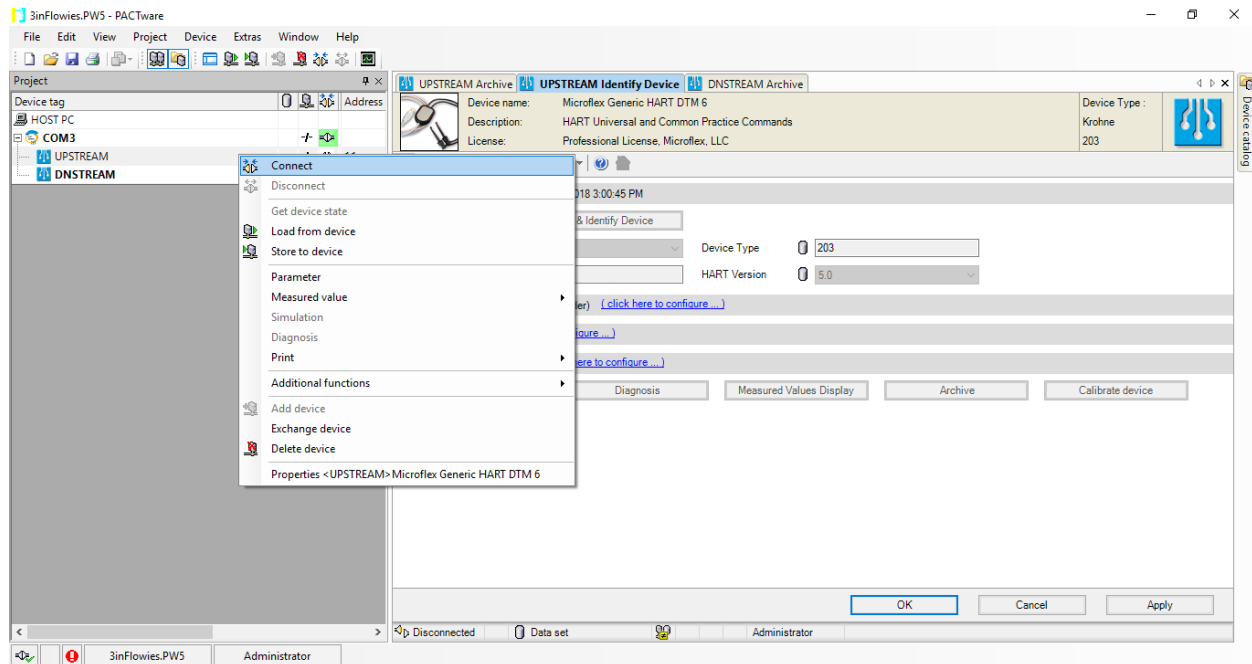 3inFlowies.PW5 - PACTware
File Edit View Project Device Extras Window Help
Project
UPSTREAM Archive UPSTREAM Identify Device DNSTREAM Archive
Device tag Address
HOST PC
COM3
UPSTREAM
DNSTREAM
Device name: Microflex Generic HART DTM 6
Description: HART Universal and Common Practice Commands
License: Professional License, Microflex, LLC
Device Type :
Krohne
203
Device catalog
Connect
Disconnect
Get device state
Load from device
Store to device
Parameter
Measured value
Simulation
Diagnosis
Print
Additional functions
Add device
Exchange device
Delete device
Properties <UPSTREAM>Microflex Generic HART DTM 6
018 3:00:45 PM
& Identify Device
Device Type 203
HART Version 5.0
ler) ( click here to configure ... )
igure ... )
ere to configure ... )
Diagnosis Measured Values Display Archive Calibrate device
OK Cancel Apply
Disconnected Data set Administrator
3inFlowies.PW5 Administrator